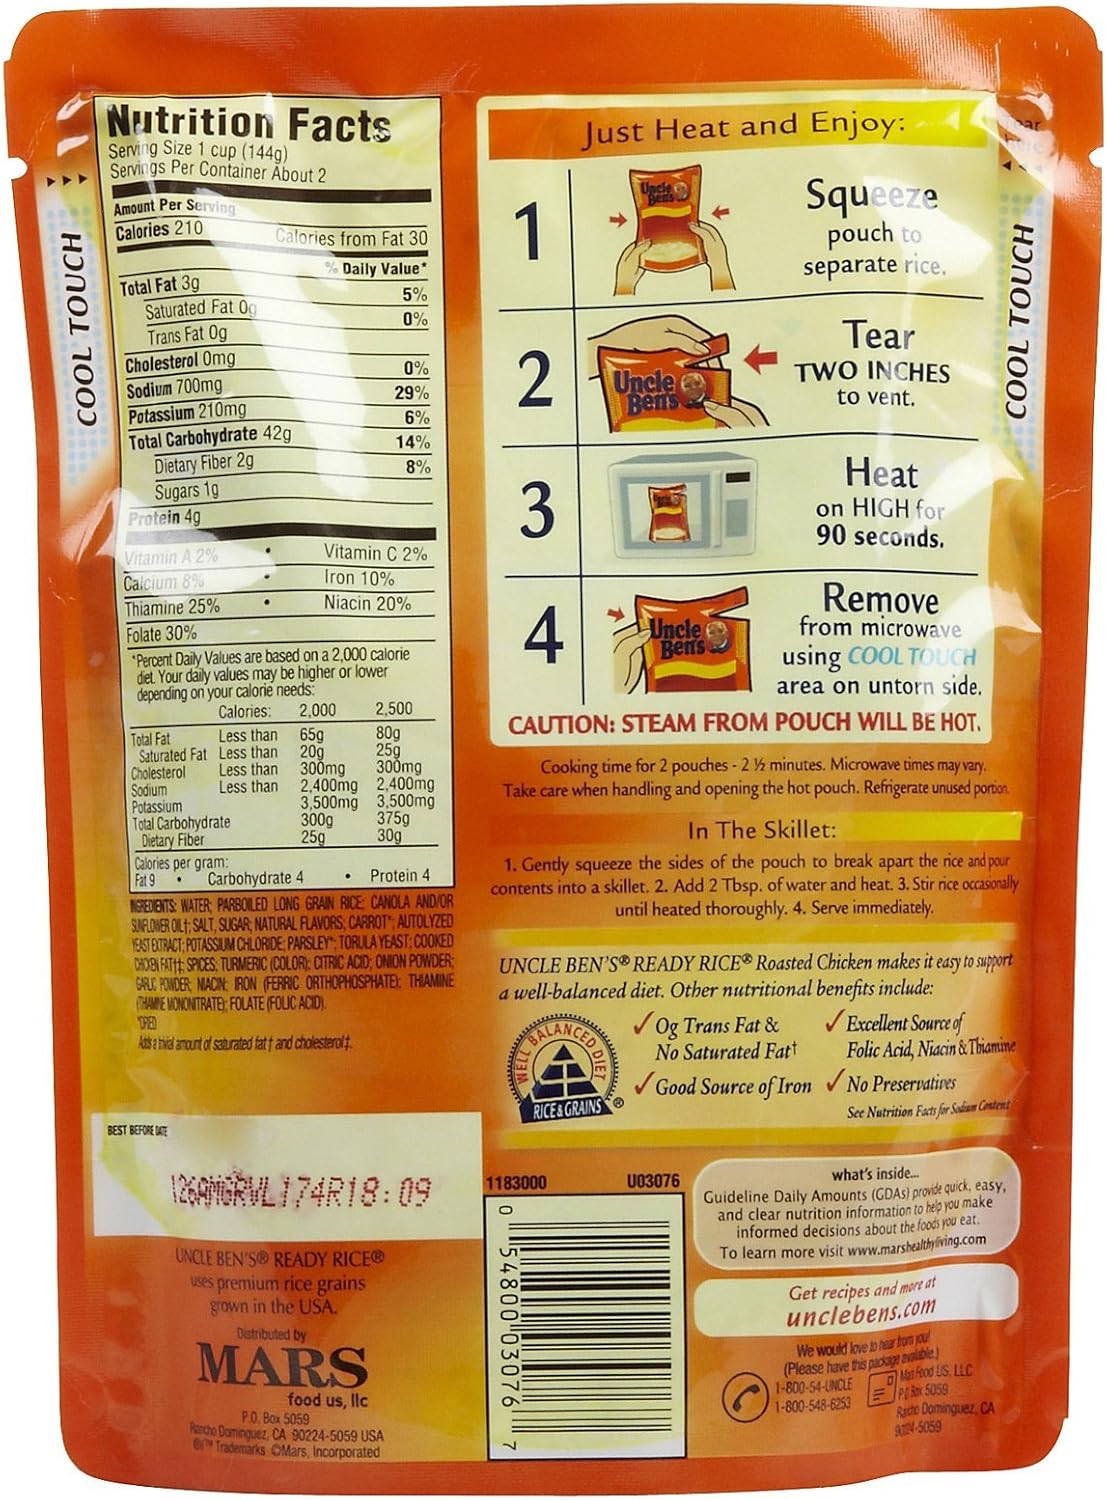 Nutrition Facts
Serving Size 1 cup (144g)
Servings Per Container About 2
Amount Per Serving
Calories 210 Calories from Fat 30
% Daily Value*
Total Fat 3g 5%
Saturated Fat 0g 0%
Trans Fat 0g
Cholesterol 0mg 0%
Sodium 700mg 29%
Potassium 210mg 6%
Total Carbohydrate 42g 14%
Dietary Fiber 2g 8%
Sugars 1g
Protein 4g
Vitamin A 2% • Vitamin C 2%
Calcium 8% • Iron 10%
Thiamine 25% • Niacin 20%
Folate 30%
*Percent Daily Values are based on a 2,000 calorie
diet. Your daily values may be higher or lower
depending on your calorie needs:
Calories: 2,000 2,500
Total Fat Less than 65g 80g
Saturated Fat Less than 20g 25g
Cholesterol Less than 300mg 300mg
Sodium Less than 2,400mg 2,400mg
Potassium 3,500mg 3,500mg
Total Carbohydrate 300g 375g
Dietary Fiber 25g 30g
Calories per gram:
Fat 9 • Carbohydrate 4 • Protein 4
INGREDIENTS: WATER; PARBOILED LONG GRAIN RICE; CANOLA AND/OR
SUNFLOWER OIL†; SALT, SUGAR; NATURAL FLAVORS; CARROT*; AUTOLYZED
YEAST EXTRACT; POTASSIUM CHLORIDE; PARSLEY*; TORULA YEAST; COOKED
CHICKEN FAT†‡; SPICES; TURMERIC (COLOR); CITRIC ACID; ONION POWDER;
GARLIC POWDER; NIACIN; IRON (FERRIC ORTHOPHOSPHATE); THIAMINE
(THIAMINE MONONITRATE); FOLATE (FOLIC ACID).
*DRIED
Adds a trivial amount of saturated fat † and cholesterol ‡.
BEST BEFORE DATE
174R18:09
UNCLE BEN'S® READY RICE®
uses premium rice grains
grown in the USA.
Distributed by
MARS
food us, llc
P.O. Box 5059
Rancho Dominguez, CA 90224-5059 USA
®/™ Trademarks ©Mars, Incorporated
COOL TOUCH
Just Heat and Enjoy:
1
Uncle
Ben's
Squeeze
pouch to
separate rice.
2
Uncle
Ben's
Tear
TWO INCHES
to vent.
3
Heat
on HIGH for
90 seconds.
4
Uncle
Ben's
Remove
from microwave
using COOL TOUCH
area on untorn side.
CAUTION: STEAM FROM POUCH WILL BE HOT.
COOL TOUCH
Cooking time for 2 pouches - 2 ½ minutes. Microwave times may vary.
Take care when handling and opening the hot pouch. Refrigerate unused portion.
In The Skillet:
1. Gently squeeze the sides of the pouch to break apart the rice and pour
contents into a skillet. 2. Add 2 Tbsp. of water and heat. 3. Stir rice occasionally
until heated thoroughly. 4. Serve immediately.
UNCLE BEN'S® READY RICE® Roasted Chicken makes it easy to support
a well-balanced diet. Other nutritional benefits include:
WELL BALANCED DIET
RICE & GRAINS ®
✓ 0g Trans Fat &
No Saturated Fat†
✓ Good Source of Iron
✓ Excellent Source of
Folic Acid, Niacin & Thiamine
✓ No Preservatives
See Nutrition Facts for Sodium Content
1183000 U03076
0 54800 03076 7
what's inside...
Guideline Daily Amounts (GDAs) provide quick, easy,
and clear nutrition information to help you make
informed decisions about the foods you eat.
To learn more visit www.marshealthyliving.com
Get recipes and more at
unclebens.com
We would love to hear from you!
(Please have this package available.)
1-800-54-UNCLE
1-800-548-6253
Mars Food US, LLC
P.O. Box 5059
Rancho Dominguez, CA
90224-5059